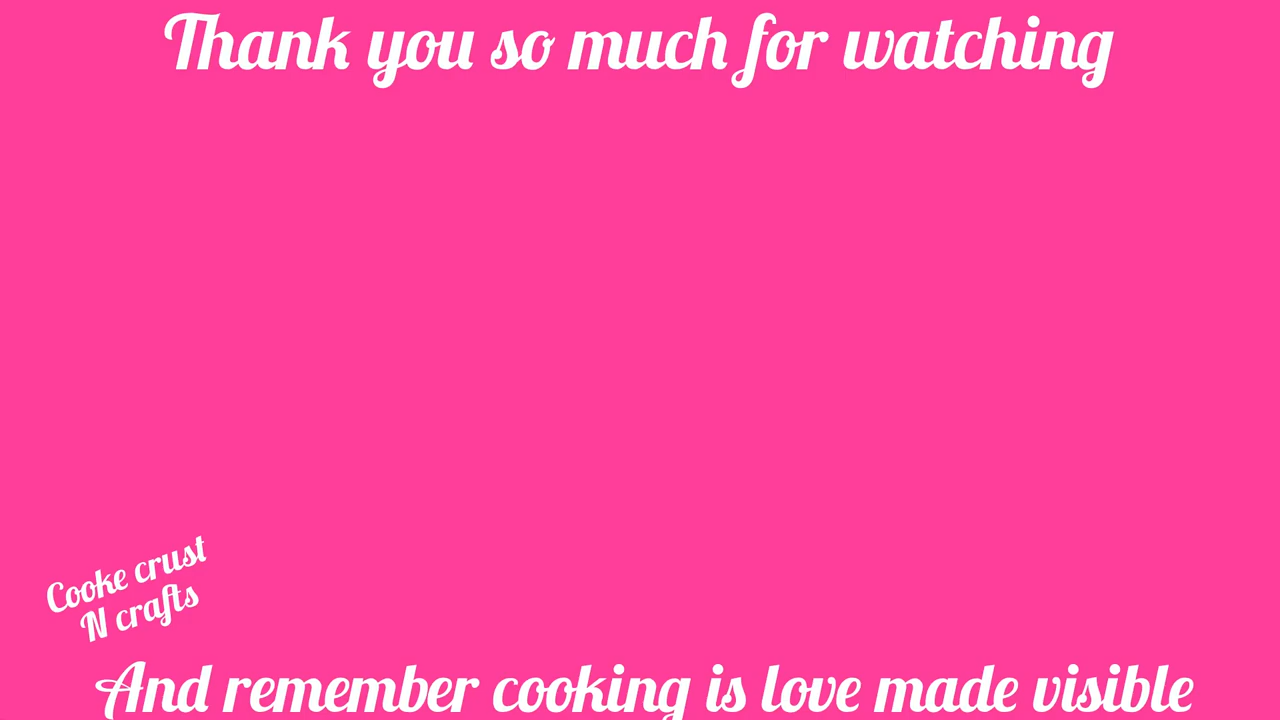 Thank you so much for watching
Cooke crust
N crafts
And remember cooking is love made visible